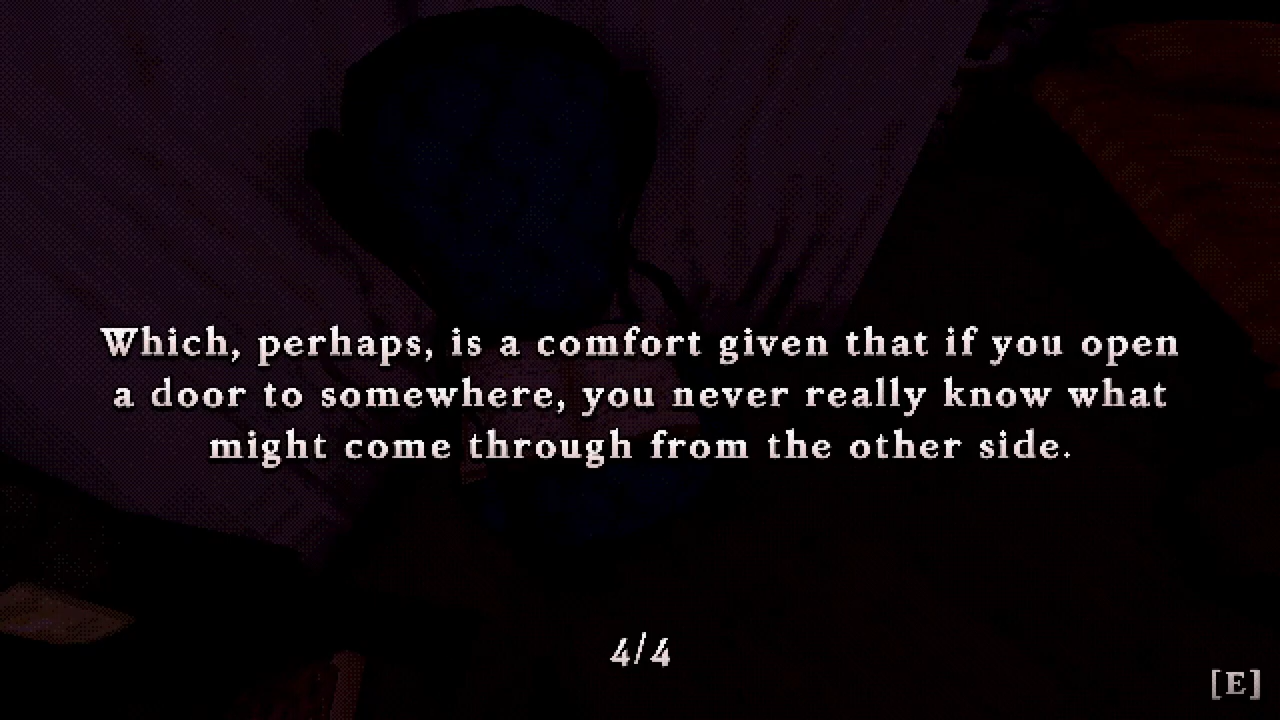 Which, perhaps, is a comfort given that if you open
a door to somewhere, you never really know what
might come through from the other side.
4/4
[E]